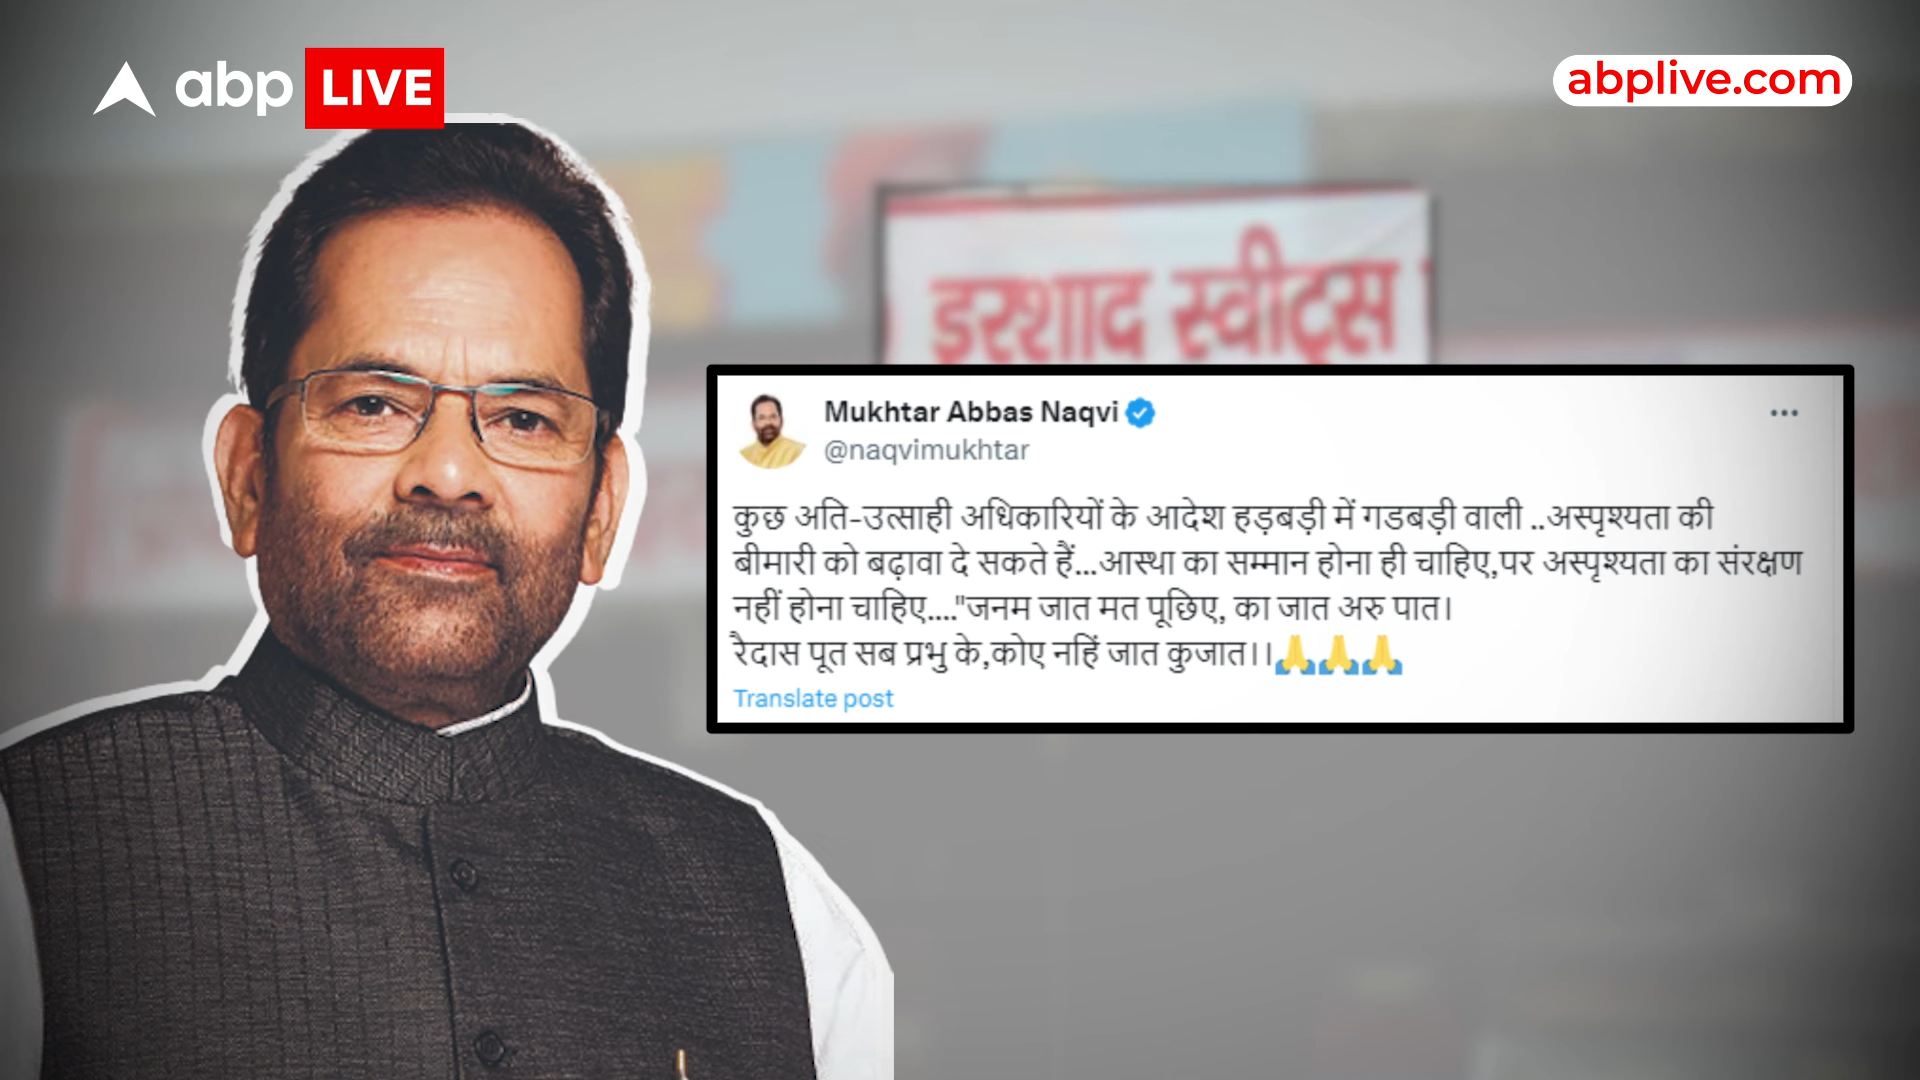 abp LIVE
abplive.com
इरशाद स्वीट्स
Mukhtar Abbas Naqvi
@naqvimukhtar
कुछ अति-उत्साही अधिकारियों के आदेश हड़बड़ी में गडबड़ी वाली ..अस्पृश्यता की
बीमारी को बढ़ावा दे सकते हैं...आस्था का सम्मान होना ही चाहिए,पर अस्पृश्यता का संरक्षण
नहीं होना चाहिए...."जनम जात मत पूछिए, का जात अरु पात।
रैदास पूत सब प्रभु के,कोए नहिं जात कुजात।।🙏🙏🙏
Translate post